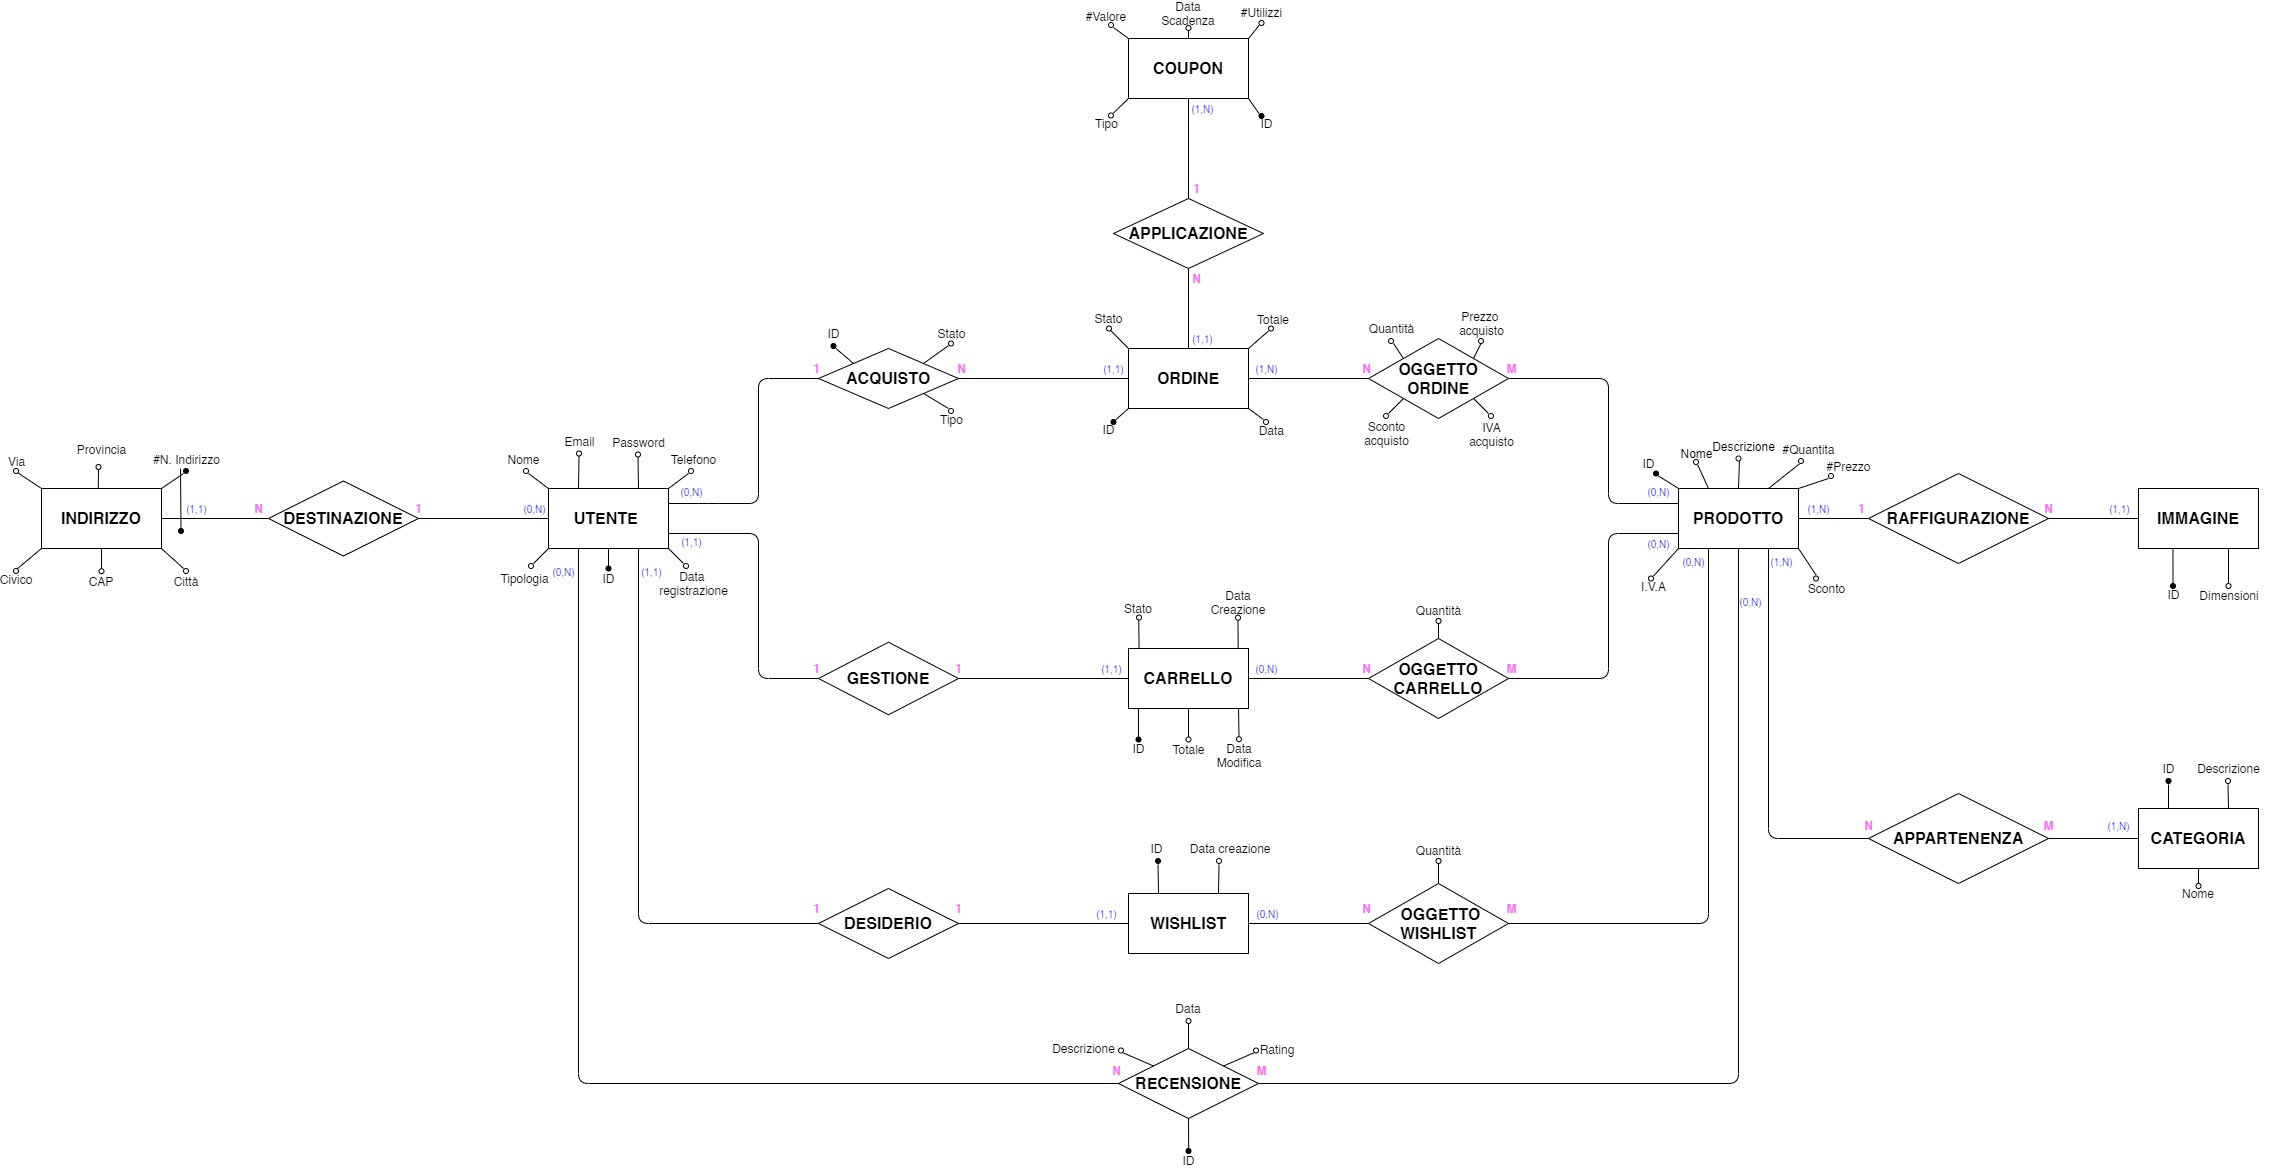 Data
Scadenza
#Valore
#Utilizzi
COUPON
Tipo
(1,N)
ID
1
APPLICAZIONE
N
Stato
Totale
(1,1)
ID
Stato
1
ACQUISTO
N
Tipo
(1,1)
ORDINE
(1,N)
ID
Data
Quantità
Prezzo
acquisto
N
OGGETTO
ORDINE
M
Sconto
acquisto
IVA
acquisto
Via
Provincia
#N. Indirizzo
INDIRIZZO
(1,1)
Civico
CAP
Città
N
DESTINAZIONE
1
Nome
Email
Password
Telefono
(0,N)
(0,N)
UTENTE
(1,1)
Tipologia
(0,N)
ID
(1,1)
Data
registrazione
ID
Nome
Descrizione
#Quantita
#Prezzo
(0,N)
PRODOTTO
(1,N)
(0,N)
I.V.A
(0,N)
(1,N)
Sconto
(0,N)
1
RAFFIGURAZIONE
N
(1,1)
IMMAGINE
ID
Dimensioni
1
GESTIONE
1
Stato
Data
Creazione
(1,1)
CARRELLO
(0,N)
ID
Totale
Data
Modifica
Quantità
N
OGGETTO
CARRELLO
M
ID
Descrizione
N
APPARTENENZA
M
(1,N)
CATEGORIA
Nome
1
DESIDERIO
1
ID
Data creazione
(1,1)
WISHLIST
(0,N)
Quantità
N
OGGETTO
WISHLIST
M
Data
Descrizione
Rating
N
RECENSIONE
M
ID